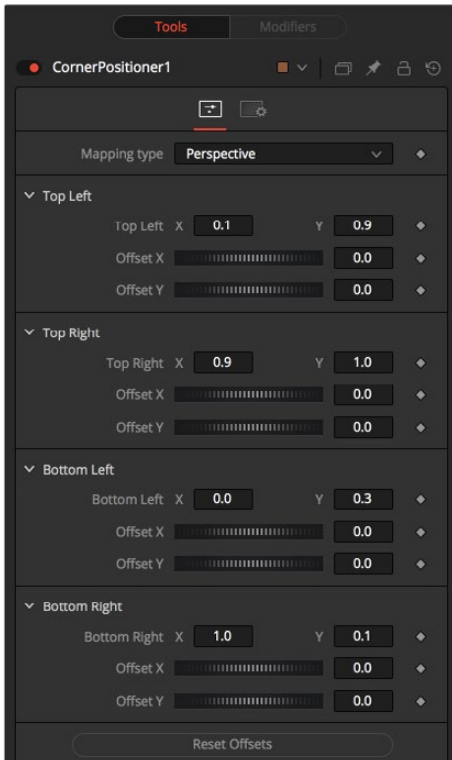 Tools Modifiers
CornerPositioner1
Mapping type Perspective
Top Left
Top Left X 0.1 Y 0.9
Offset X 0.0
Offset Y 0.0
Top Right
Top Right X 0.9 Y 1.0
Offset X 0.0
Offset Y 0.0
Bottom Left
Bottom Left X 0.0 Y 0.3
Offset X 0.0
Offset Y 0.0
Bottom Right
Bottom Right X 1.0 Y 0.1
Offset X 0.0
Offset Y 0.0
Reset Offsets